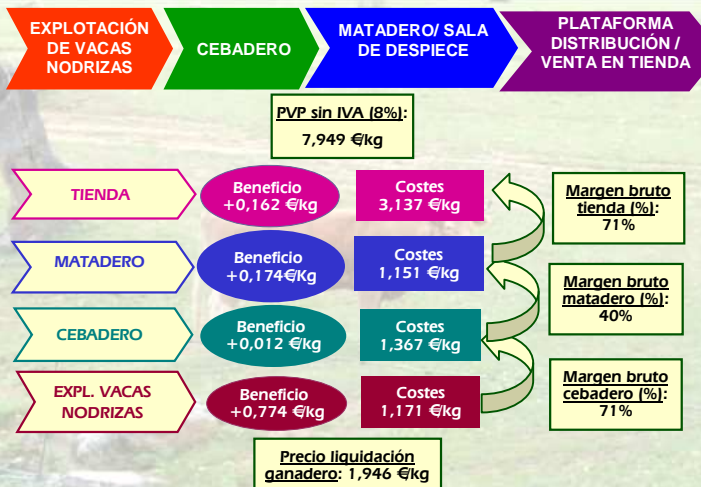 EXPLOTACIÓN
DE VACAS
NODRIZAS
CEBADERO
MATADERO/ SALA
DE DESPIECE
PLATAFORMA
DISTRIBUCIÓN /
VENTA EN TIENDA
PVP sin IVA (8%):
7,949 €/kg
TIENDA
Beneficio
+0,162 €/kg
Costes
3,137 €/kg
Margen bruto
tienda (%):
71%
MATADERO
Beneficio
+0,174€/Kg
Costes
1,151 €/kg
Margen bruto
matadero (%):
40%
CEBADERO
Beneficio
+0,012 €/kg
Costes
1,367 €/kg
EXPL. VACAS
NODRIZAS
Beneficio
+0,774 €/kg
Costes
1,171 €/kg
Margen bruto
cebadero (%):
71%
Precio liquidación
ganadero: 1,946 €/kg